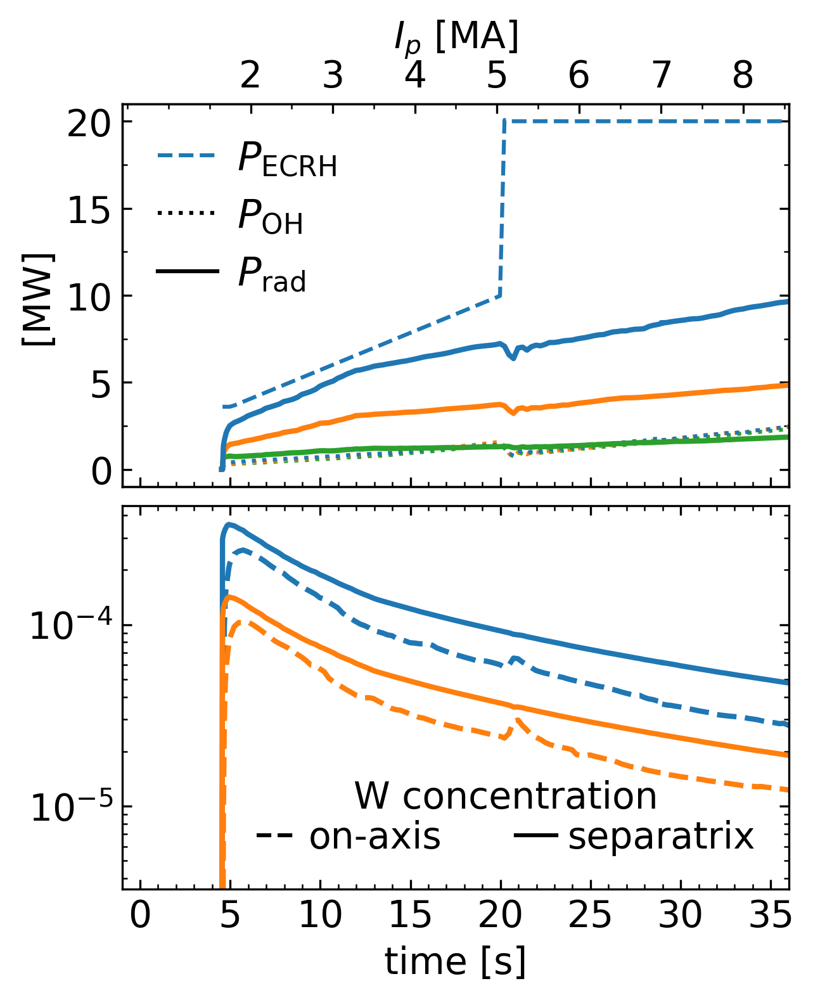 I_p [MA]
2 3 4 5 6 7 8
20
15
10
5
0
[MW]
P_ECRH
P_OH
P_rad
10^−4
10^−5
W concentration
on-axis separatrix
0 5 10 15 20 25 30 35
time [s]